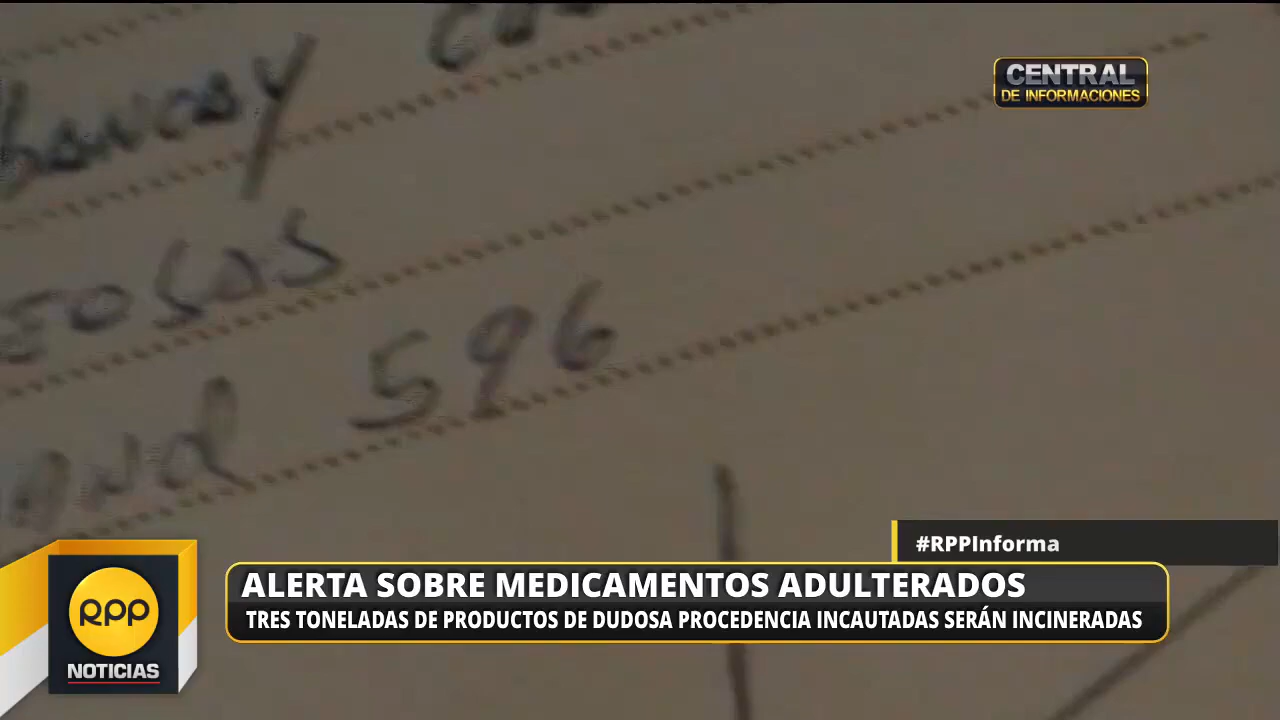 CENTRAL
DE INFORMACIONES
596
#RPPInforma
ALERTA SOBRE MEDICAMENTOS ADULTERADOS
TRES TONELADAS DE PRODUCTOS DE DUDOSA PROCEDENCIA INCAUTADAS SERÁN INCINERADAS
RPP
NOTICIAS